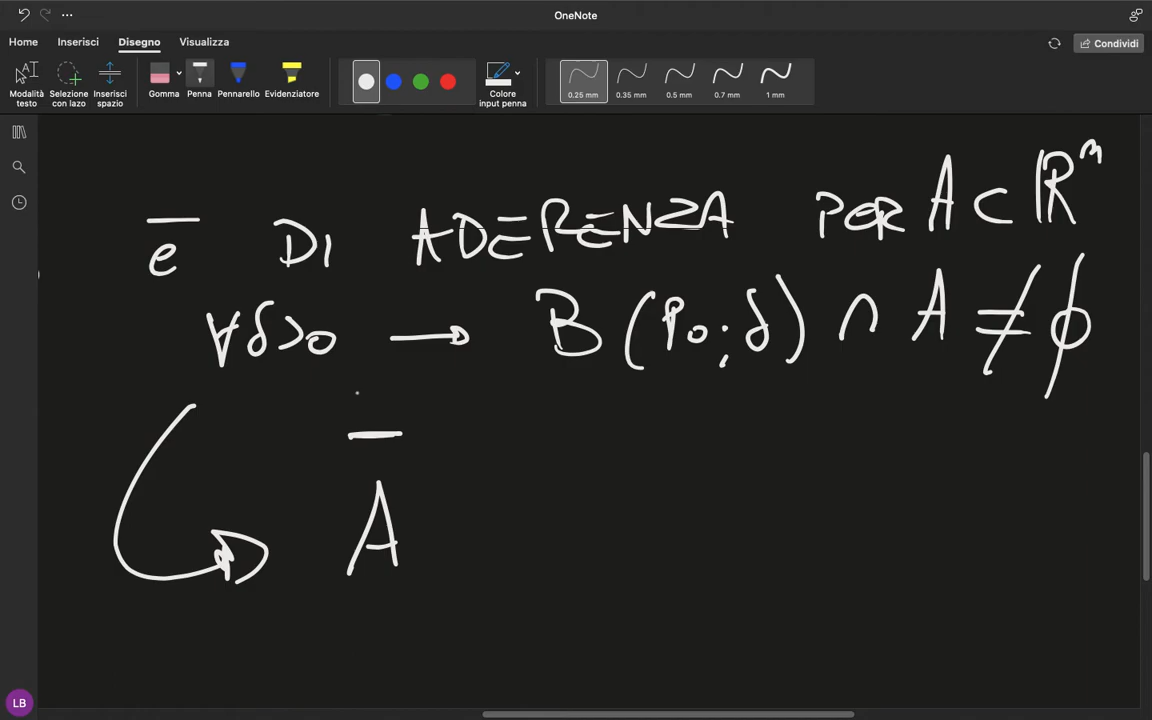 OneNote
Home Inserisci Disegno Visualizza
Condividi
Modalità testo
Selezione con lazo
Inserisci spazio
Gomma
Penna
Pennarello
Evidenziatore
Colore input penna
0.25 mm
0.35 mm
0.5 mm
0.7 mm
1 mm
e̅ DI ADERENZA PER A ⊂ ℝⁿ
∀δ>0 → B(P₀;δ) ∩ A ≠ ∅
A̅
LB